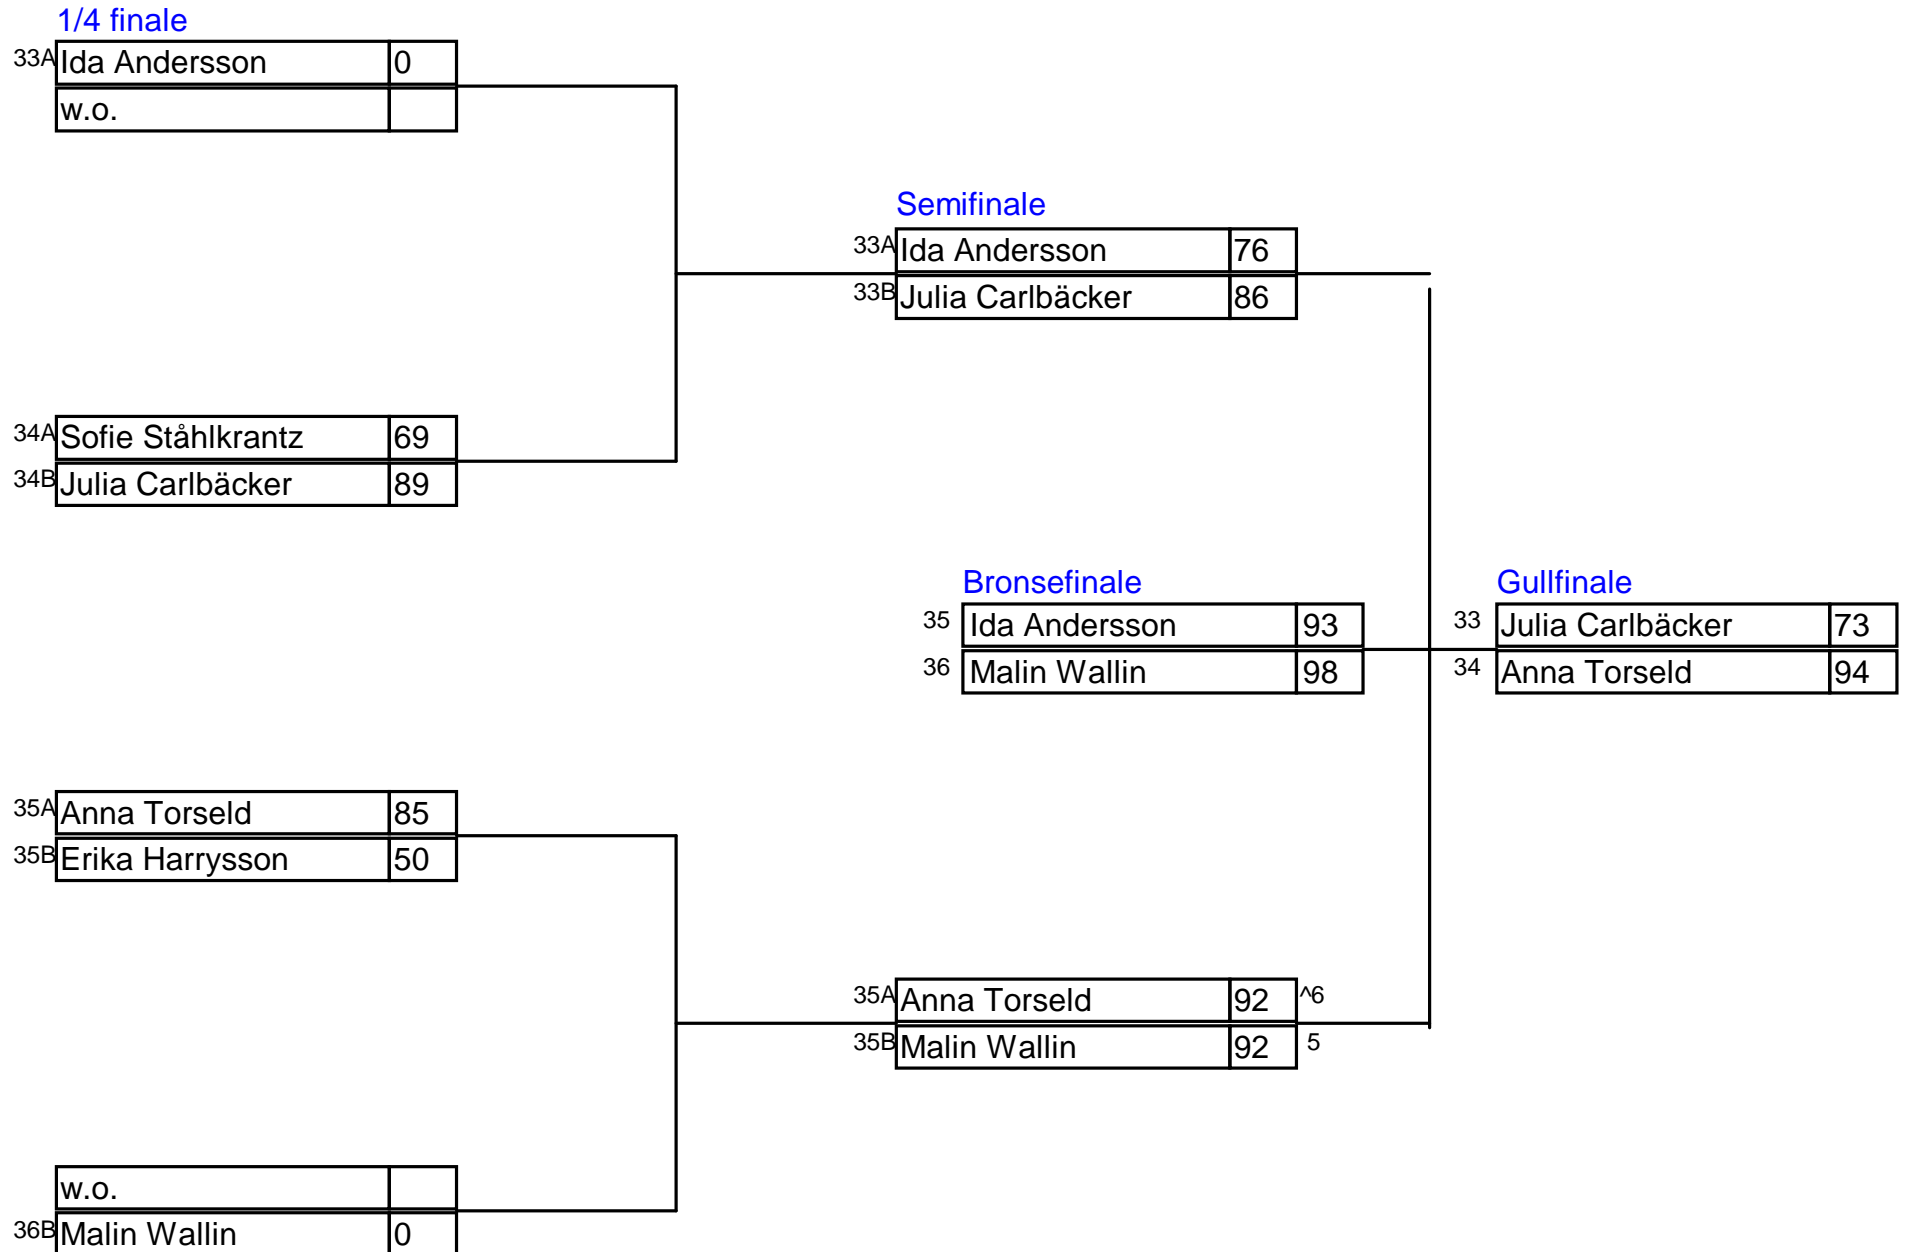 1/4 finale
33A Ida Andersson 0
w.o.
Semifinale
33A Ida Andersson 76
33B Julia Carlbäcker 86
34A Sofie Ståhlkrantz 69
34B Julia Carlbäcker 89
Bronsefinale
35 Ida Andersson 93
36 Malin Wallin 98
Gullfinale
33 Julia Carlbäcker 73
34 Anna Torseld 94
35A Anna Torseld 85
35B Erika Harrysson 50
35A Anna Torseld 92 ^6
35B Malin Wallin 92 5
w.o.
36B Malin Wallin 0